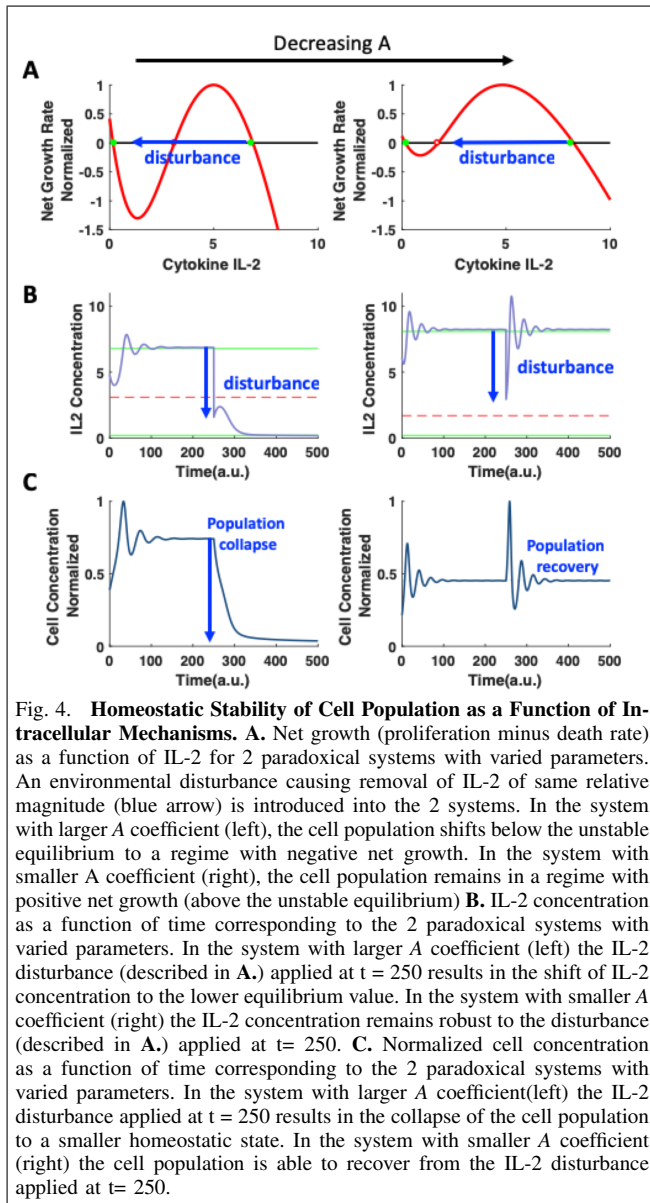 Decreasing A
A
Net Growth Rate
Normalized
1
0.5
0
-0.5
-1
-1.5
disturbance
0
5
10
Cytokine IL-2
Net Growth Rate
Normalized
1
0.5
0
-0.5
-1
-1.5
disturbance
0
5
10
Cytokine IL-2
B
IL2 Concentration
10
5
0
disturbance
0
100
200
300
400
500
Time(a.u.)
IL2 Concentration
10
5
0
disturbance
0
100
200
300
400
500
Time(a.u.)
C
Cell Concentration
Normalized
1
0.5
0
Population
collapse
0
100
200
300
400
500
Time(a.u.)
Cell Concentration
Normalized
1
0.5
0
Population
recovery
0
100
200
300
400
500
Time(a.u.)
Fig. 4. Homeostatic Stability of Cell Population as a Function of In-
tracellular Mechanisms. A. Net growth (proliferation minus death rate)
as a function of IL-2 for 2 paradoxical systems with varied parameters.
An environmental disturbance causing removal of IL-2 of same relative
magnitude (blue arrow) is introduced into the 2 systems. In the system
with larger A coefficient (left), the cell population shifts below the unstable
equilibrium to a regime with negative net growth. In the system with
smaller A coefficient (right), the cell population remains in a regime with
positive net growth (above the unstable equilibrium) B. IL-2 concentration
as a function of time corresponding to the 2 paradoxical systems with
varied parameters. In the system with larger A coefficient (left) the IL-2
disturbance (described in A.) applied at t = 250 results in the shift of IL-2
concentration to the lower equilibrium value. In the system with smaller A
coefficient (right) the IL-2 concentration remains robust to the disturbance
(described in A.) applied at t= 250. C. Normalized cell concentration
as a function of time corresponding to the 2 paradoxical systems with
varied parameters. In the system with larger A coefficient(left) the IL-2
disturbance applied at t = 250 results in the collapse of the cell population
to a smaller homeostatic state. In the system with smaller A coefficient
(right) the cell population is able to recover from the IL-2 disturbance
applied at t= 250.